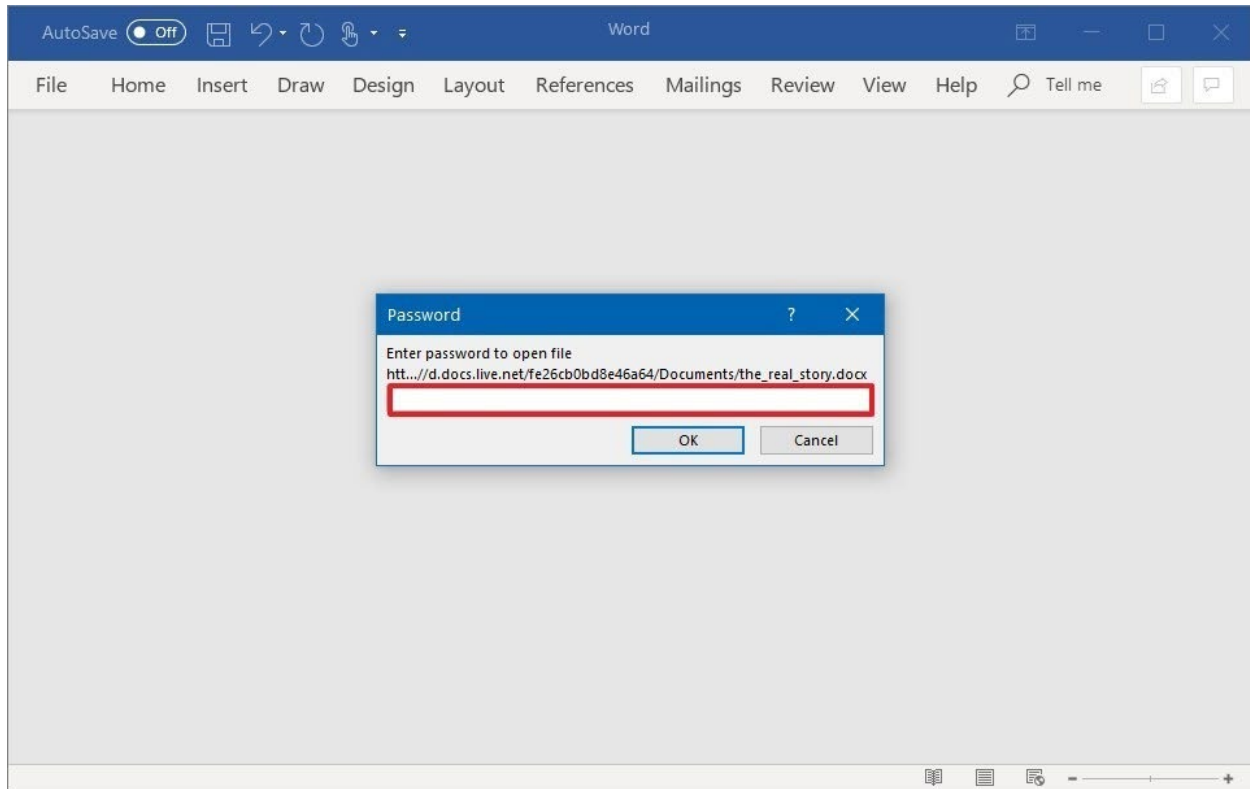 AutoSave Off Word
File Home Insert Draw Design Layout References Mailings Review View Help Tell me
Password ?
Enter password to open file
htt...//d.docs.live.net/fe26cb0bd8e46a64/Documents/the_real_story.docx
OK Cancel